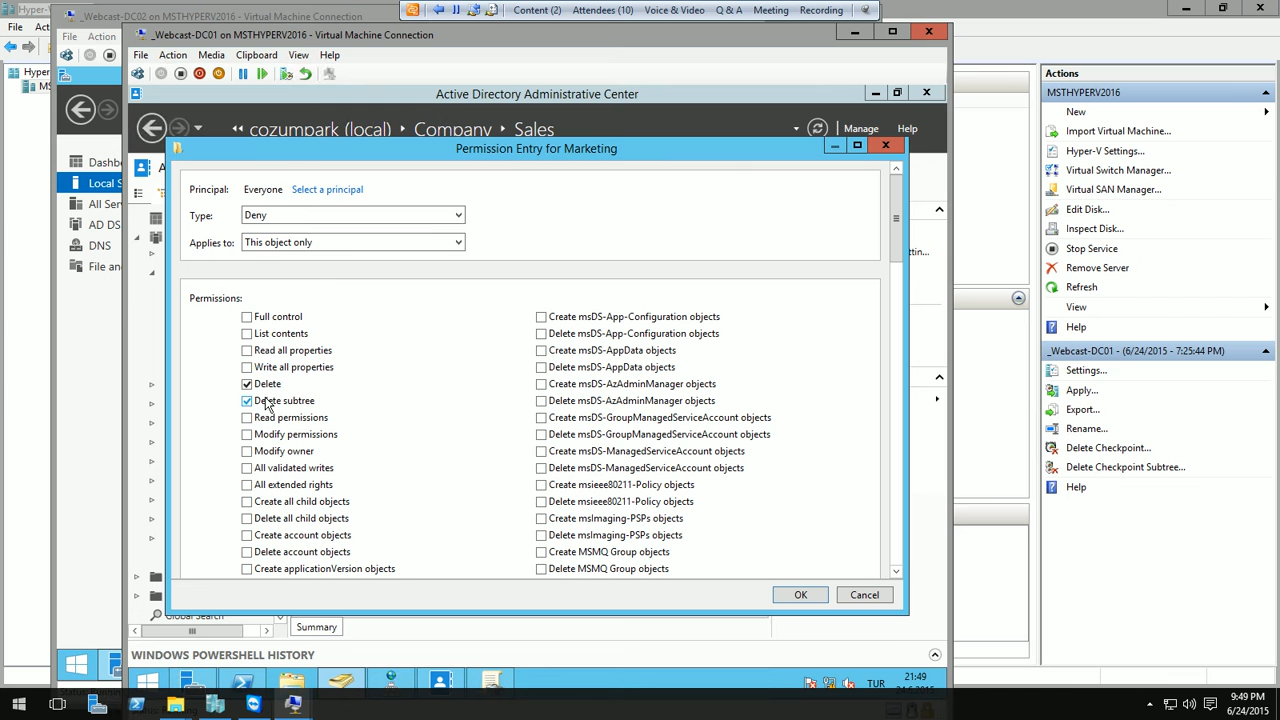 Hyper-V
_Webcast-DC02 on MSTHYPERV2016 - Virtual Machine Connection
Content (2) Attendees (10) Voice & Video Q & A Meeting Recording
File Action
File Action
_Webcast-DC01 on MSTHYPERV2016 - Virtual Machine Connection
File Action Media Clipboard View Help
Active Directory Administrative Center
cozumpark (local) Company Sales
Manage Help
Permission Entry for Marketing
Principal: Everyone Select a principal
Type: Deny
Applies to: This object only
Permissions:
Full control
List contents
Read all properties
Write all properties
Delete
Delete subtree
Read permissions
Modify permissions
Modify owner
All validated writes
All extended rights
Create all child objects
Delete all child objects
Create account objects
Delete account objects
Create applicationVersion objects
Create msDS-App-Configuration objects
Delete msDS-App-Configuration objects
Create msDS-AppData objects
Delete msDS-AppData objects
Create msDS-AzAdminManager objects
Delete msDS-AzAdminManager objects
Create msDS-GroupManagedServiceAccount objects
Delete msDS-GroupManagedServiceAccount objects
Create msDS-ManagedServiceAccount objects
Delete msDS-ManagedServiceAccount objects
Create msieee80211-Policy objects
Delete msieee80211-Policy objects
Create msImaging-PSPs objects
Delete msImaging-PSPs objects
Create MSMQ Group objects
Delete MSMQ Group objects
OK Cancel
Hyper
MS
Dashb
Local S
All Serv
AD DS
DNS
File an
A
ttin...
Global Search
Summary
WINDOWS POWERSHELL HISTORY
TUR
21:49
Actions
MSTHYPERV2016
New
Import Virtual Machine...
Hyper-V Settings...
Virtual Switch Manager...
Virtual SAN Manager...
Edit Disk...
Inspect Disk...
Stop Service
Remove Server
Refresh
View
Help
_Webcast-DC01 - (6/24/2015 - 7:25:44 PM)
Settings...
Apply...
Export...
Rename...
Delete Checkpoint...
Delete Checkpoint Subtree...
Help
9:49 PM
6/24/2015